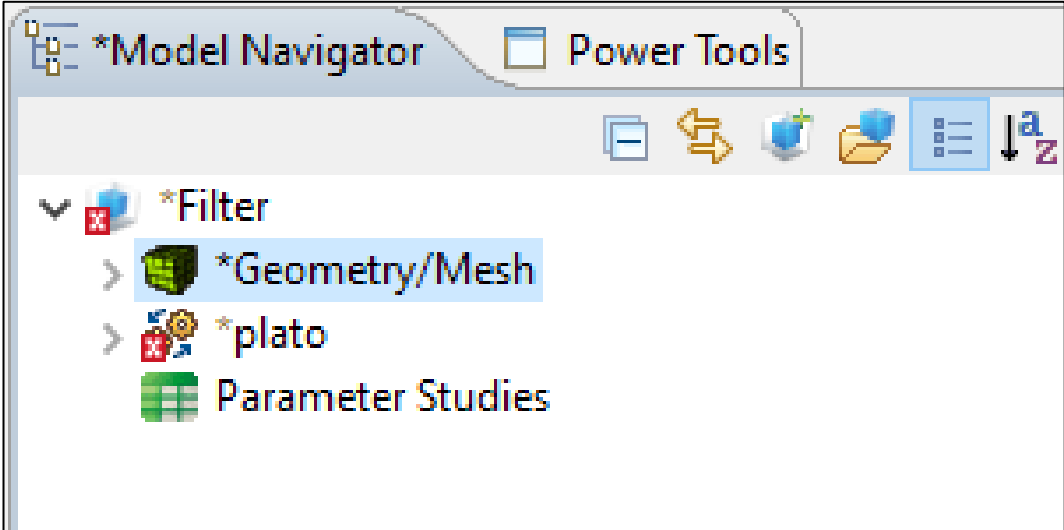 *Model Navigator Power Tools
*Filter
*Geometry/Mesh
*plato
Parameter Studies